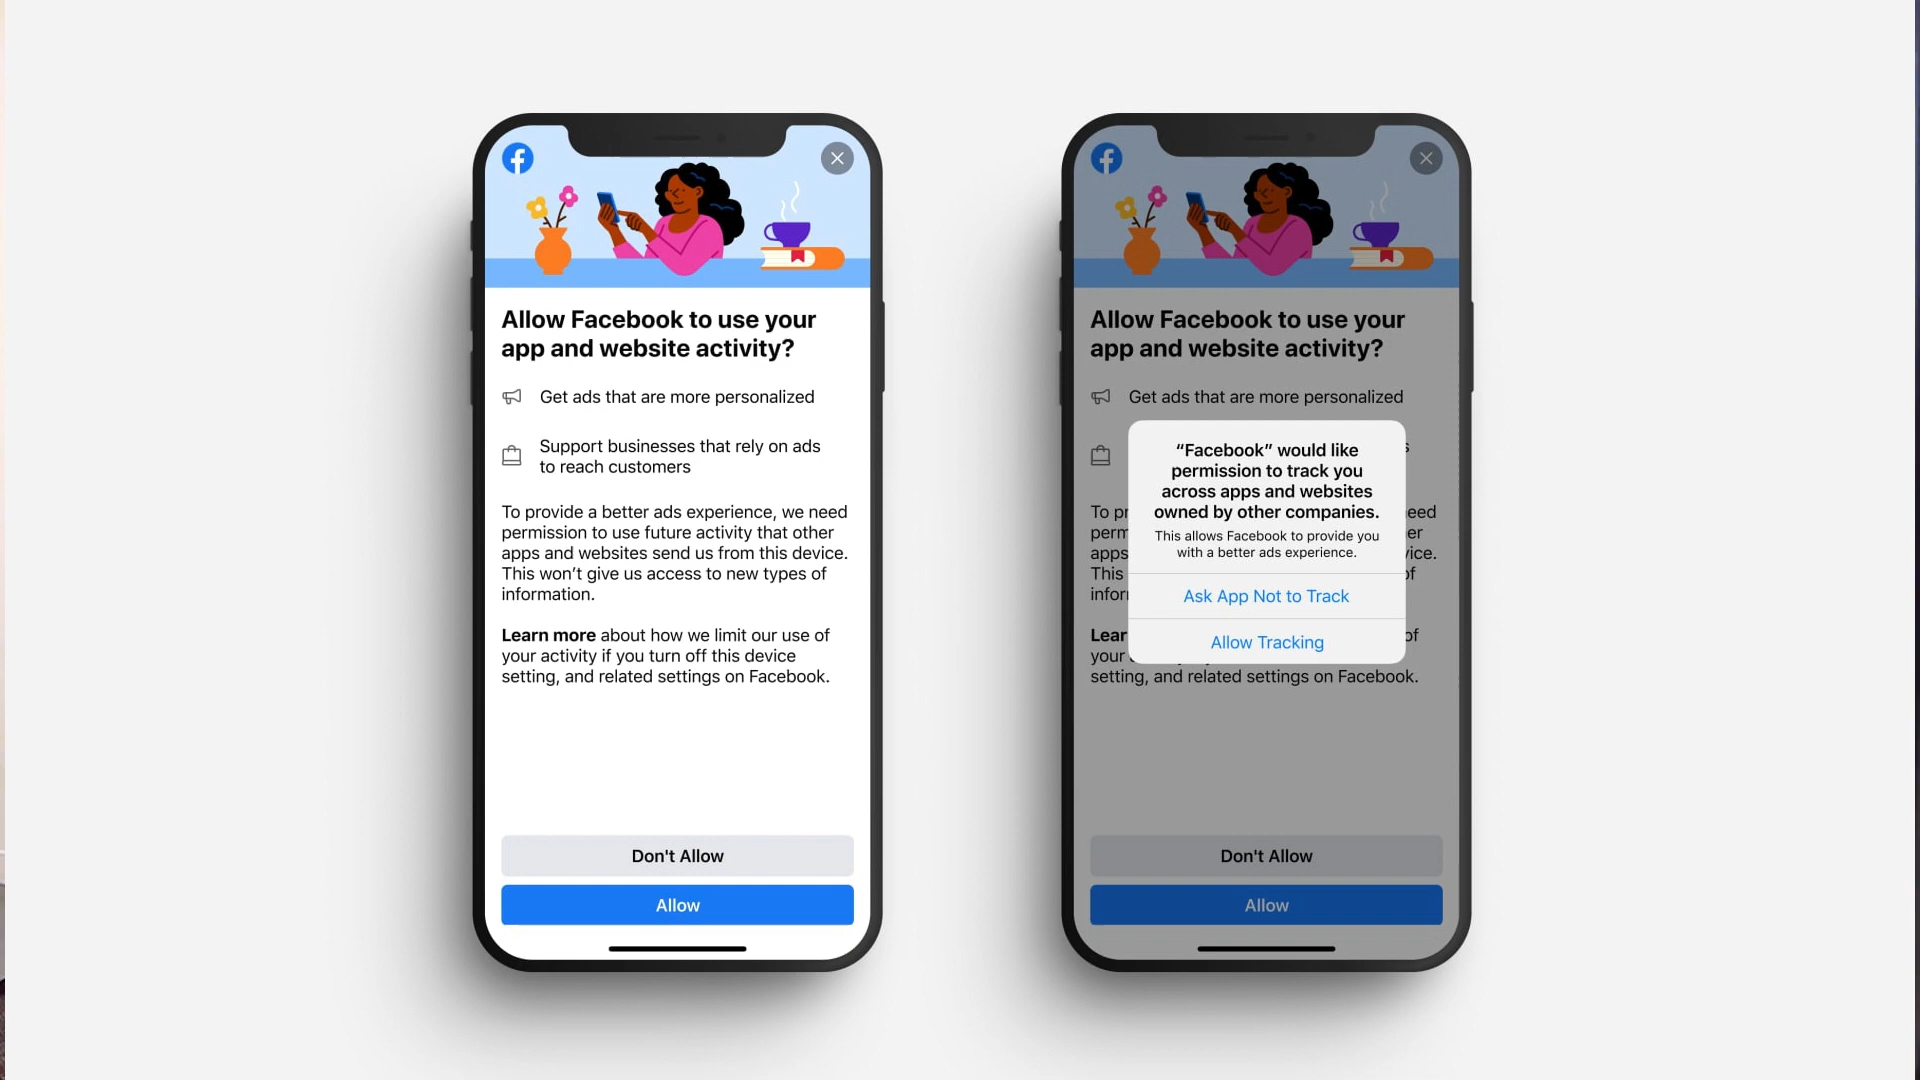 Allow Facebook to use your
app and website activity?
Get ads that are more personalized
Support businesses that rely on ads
to reach customers
To provide a better ads experience, we need
permission to use future activity that other
apps and websites send us from this device.
This won’t give us access to new types of
information.
Learn more about how we limit our use of
your activity if you turn off this device
setting, and related settings on Facebook.
Don't Allow
Allow
Allow Facebook to use your
app and website activity?
Get ads that are more personalized
“Facebook” would like
permission to track you
across apps and websites
owned by other companies.
This allows Facebook to provide you
with a better ads experience.
Ask App Not to Track
Allow Tracking
To
apps
This
of
your
of
setting, and related settings on Facebook.
Don't Allow
Allow